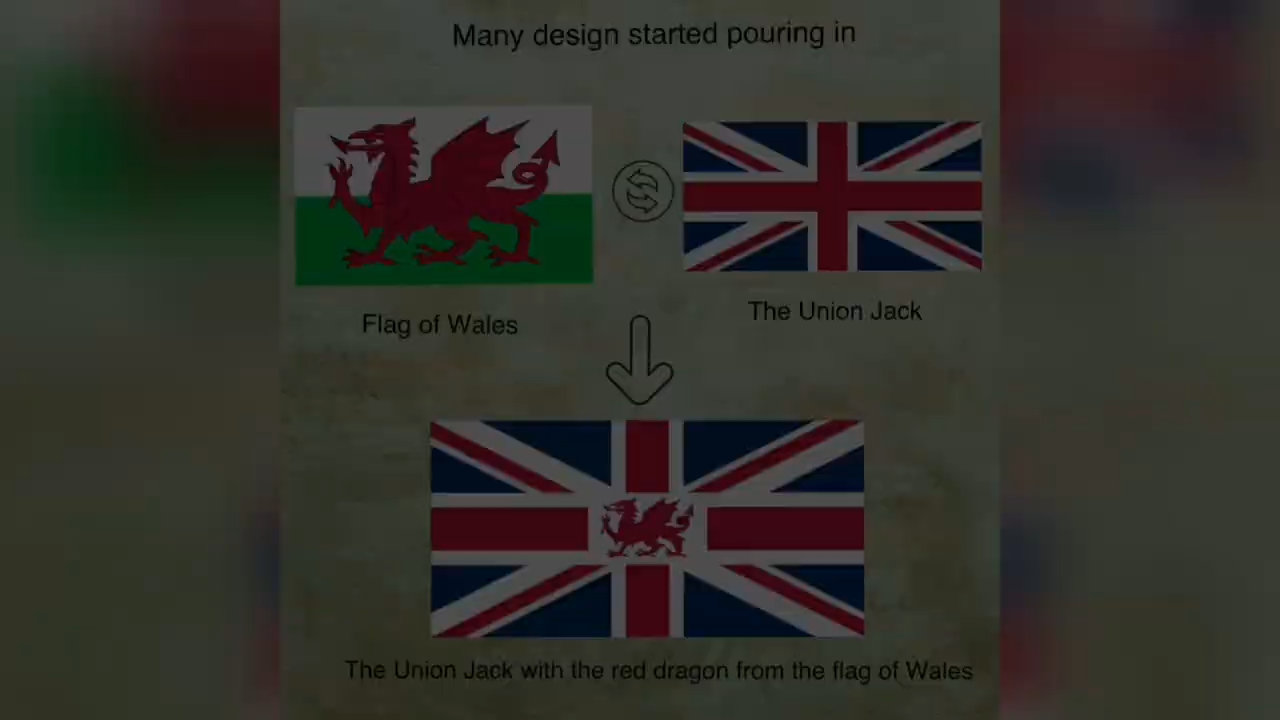 Many design started pouring in
Flag of Wales
The Union Jack
The Union Jack with the red dragon from the flag of Wales